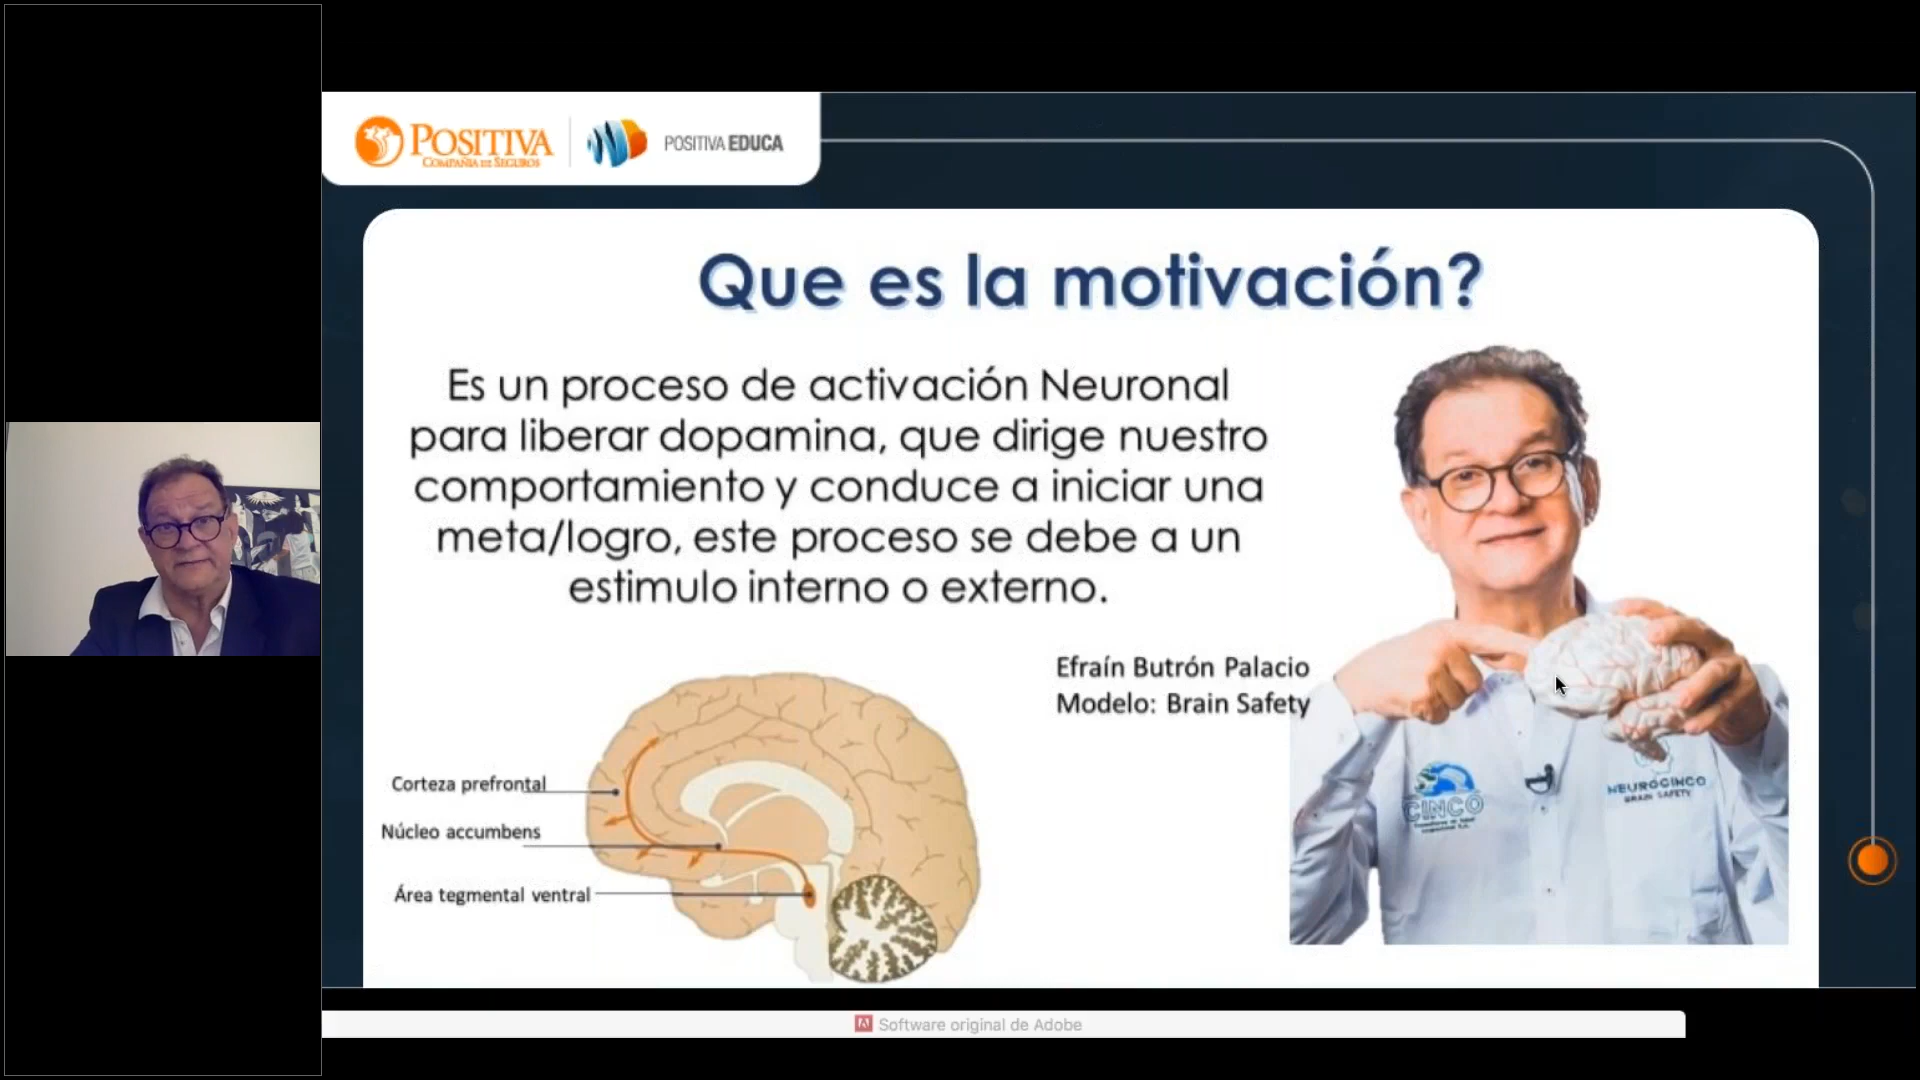 POSITIVA
COMPAÑÍA DE SEGUROS
POSITIVA EDUCA
Que es la motivación?
Es un proceso de activación Neuronal
para liberar dopamina, que dirige nuestro
comportamiento y conduce a iniciar una
meta/logro, este proceso se debe a un
estimulo interno o externo.
Efraín Butrón Palacio
Modelo: Brain Safety
Corteza prefrontal
Núcleo accumbens
Área tegmental ventral
CINCO
NEUROCINCO
BRAIN SAFETY
Software original de Adobe